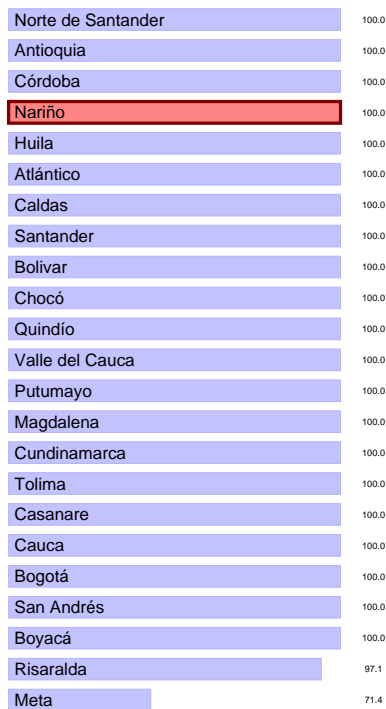 Norte de Santander 100.0
Antioquia 100.0
Córdoba 100.0
Nariño 100.0
Huila 100.0
Atlántico 100.0
Caldas 100.0
Santander 100.0
Bolivar 100.0
Chocó 100.0
Quindío 100.0
Valle del Cauca 100.0
Putumayo 100.0
Magdalena 100.0
Cundinamarca 100.0
Tolima 100.0
Casanare 100.0
Cauca 100.0
Bogotá 100.0
San Andrés 100.0
Boyacá 100.0
Risaralda 97.1
Meta 71.4